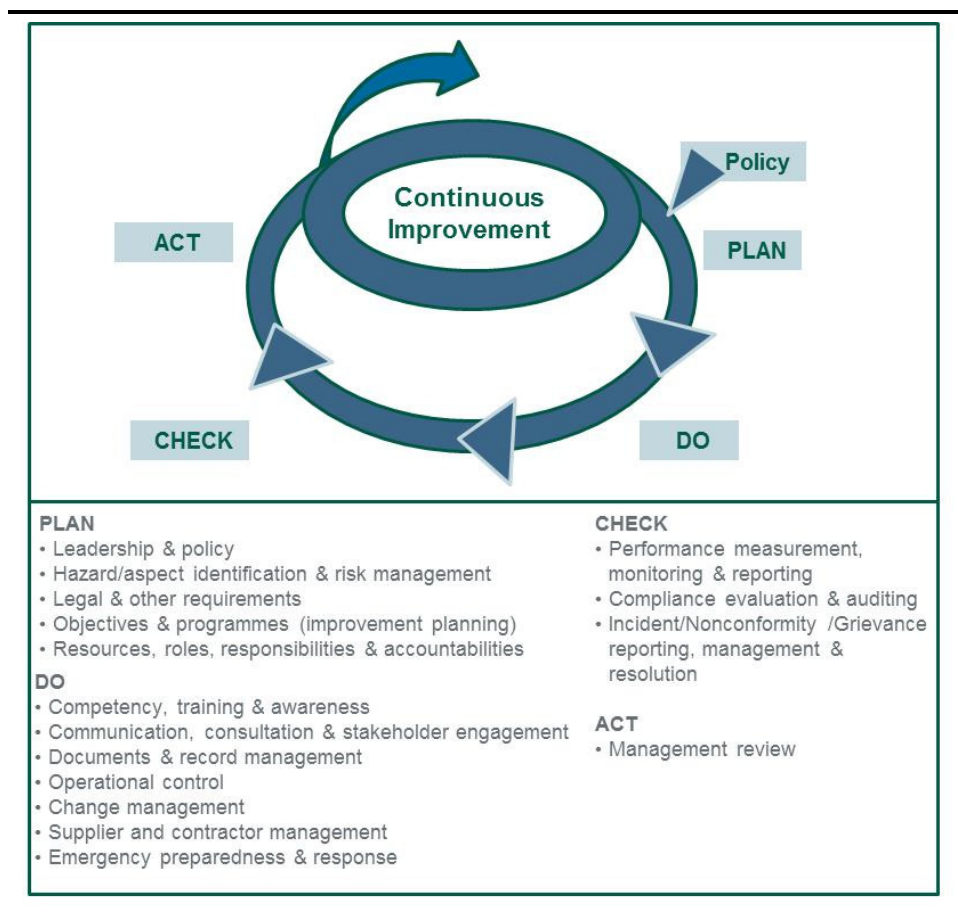 Continuous
Improvement
Policy
PLAN
ACT
DO
CHECK
PLAN
• Leadership & policy
• Hazard/aspect identification & risk management
• Legal & other requirements
• Objectives & programmes (improvement planning)
• Resources, roles, responsibilities & accountabilities
DO
• Competency, training & awareness
• Communication, consultation & stakeholder engagement
• Documents & record management
• Operational control
• Change management
• Supplier and contractor management
• Emergency preparedness & response
CHECK
• Performance measurement,
monitoring & reporting
• Compliance evaluation & auditing
• Incident/Nonconformity /Grievance
reporting, management &
resolution
ACT
• Management review